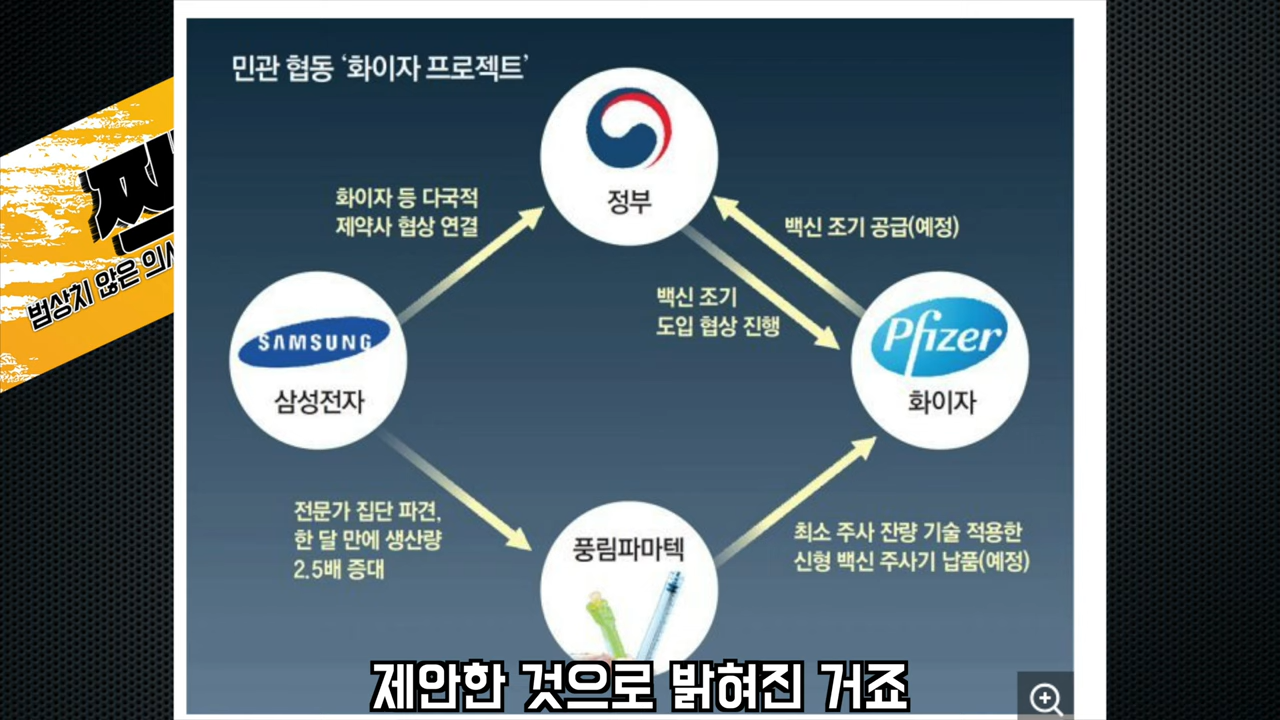 민관 협동 ‘화이자 프로젝트’
정부
화이자 등 다국적
제약사 협상 연결
백신 조기 공급(예정)
백신 조기
도입 협상 진행
SAMSUNG
삼성전자
Pfizer
화이자
전문가 집단 파견,
한 달 만에 생산량
2.5배 증대
풍림파마텍
최소 주사 잔량 기술 적용한
신형 백신 주사기 납품(예정)
법상치 않은
제안한 것으로 밝혀진 거죠